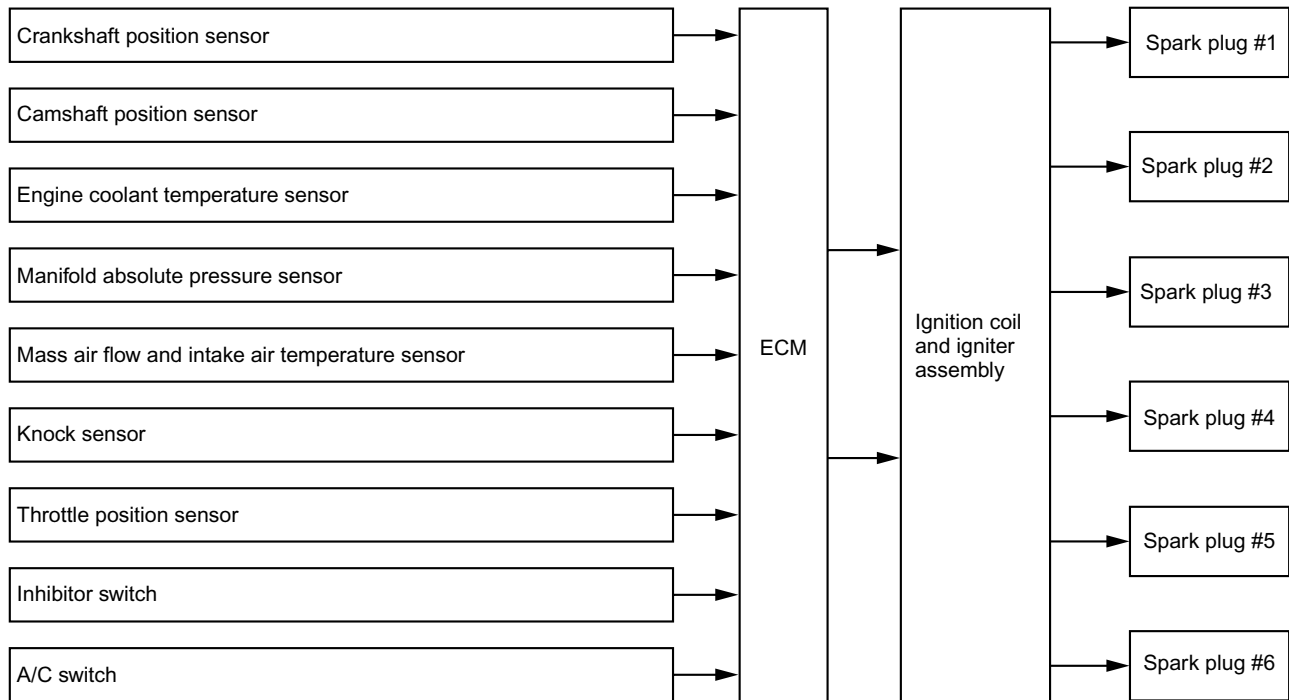 Crankshaft position sensor
Camshaft position sensor
Engine coolant temperature sensor
Manifold absolute pressure sensor
Mass air flow and intake air temperature sensor
Knock sensor
Throttle position sensor
Inhibitor switch
A/C switch
ECM
Ignition coil
and igniter
assembly
Spark plug #1
Spark plug #2
Spark plug #3
Spark plug #4
Spark plug #5
Spark plug #6